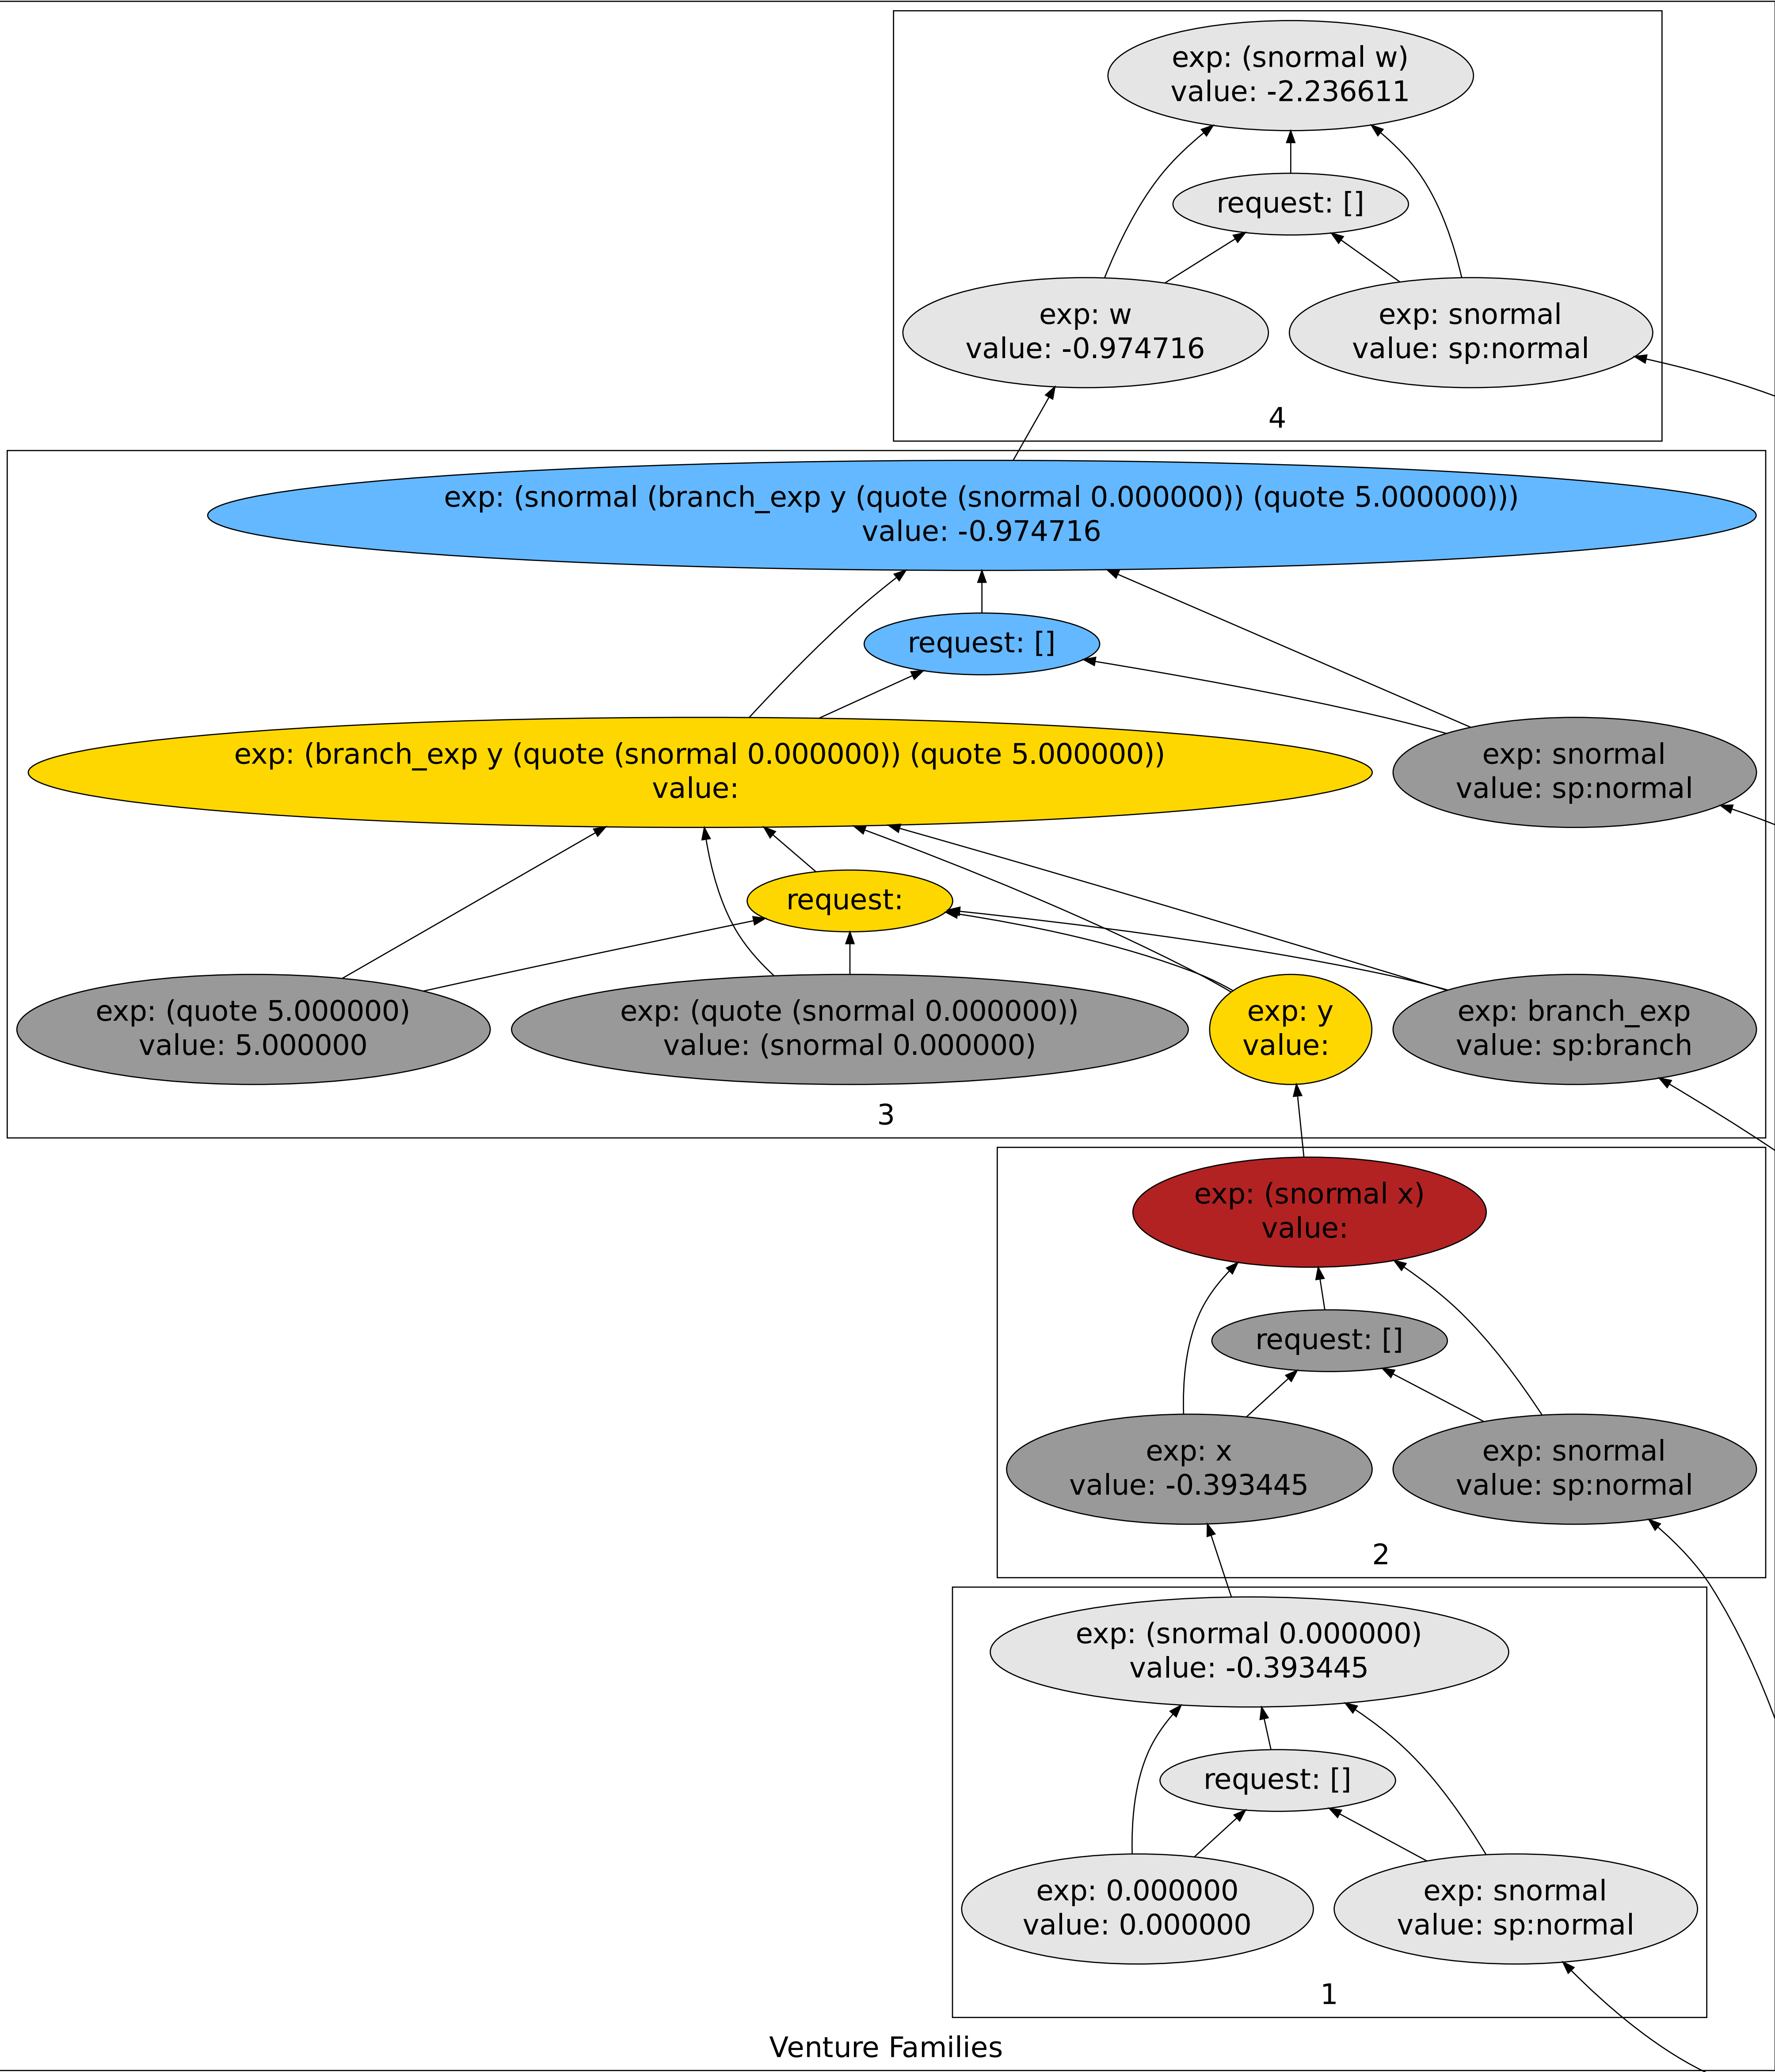 exp: (snormal w)
value: -2.236611
request: []
exp: w
value: -0.974716
exp: snormal
value: sp:normal
4
exp: (snormal (branch_exp y (quote (snormal 0.000000)) (quote 5.000000)))
value: -0.974716
request: []
exp: (branch_exp y (quote (snormal 0.000000)) (quote 5.000000))
value:
exp: snormal
value: sp:normal
request:
exp: (quote 5.000000)
value: 5.000000
exp: (quote (snormal 0.000000))
value: (snormal 0.000000)
exp: y
value:
exp: branch_exp
value: sp:branch
3
exp: (snormal x)
value:
request: []
exp: x
value: -0.393445
exp: snormal
value: sp:normal
2
exp: (snormal 0.000000)
value: -0.393445
request: []
exp: 0.000000
value: 0.000000
exp: snormal
value: sp:normal
1
Venture Families